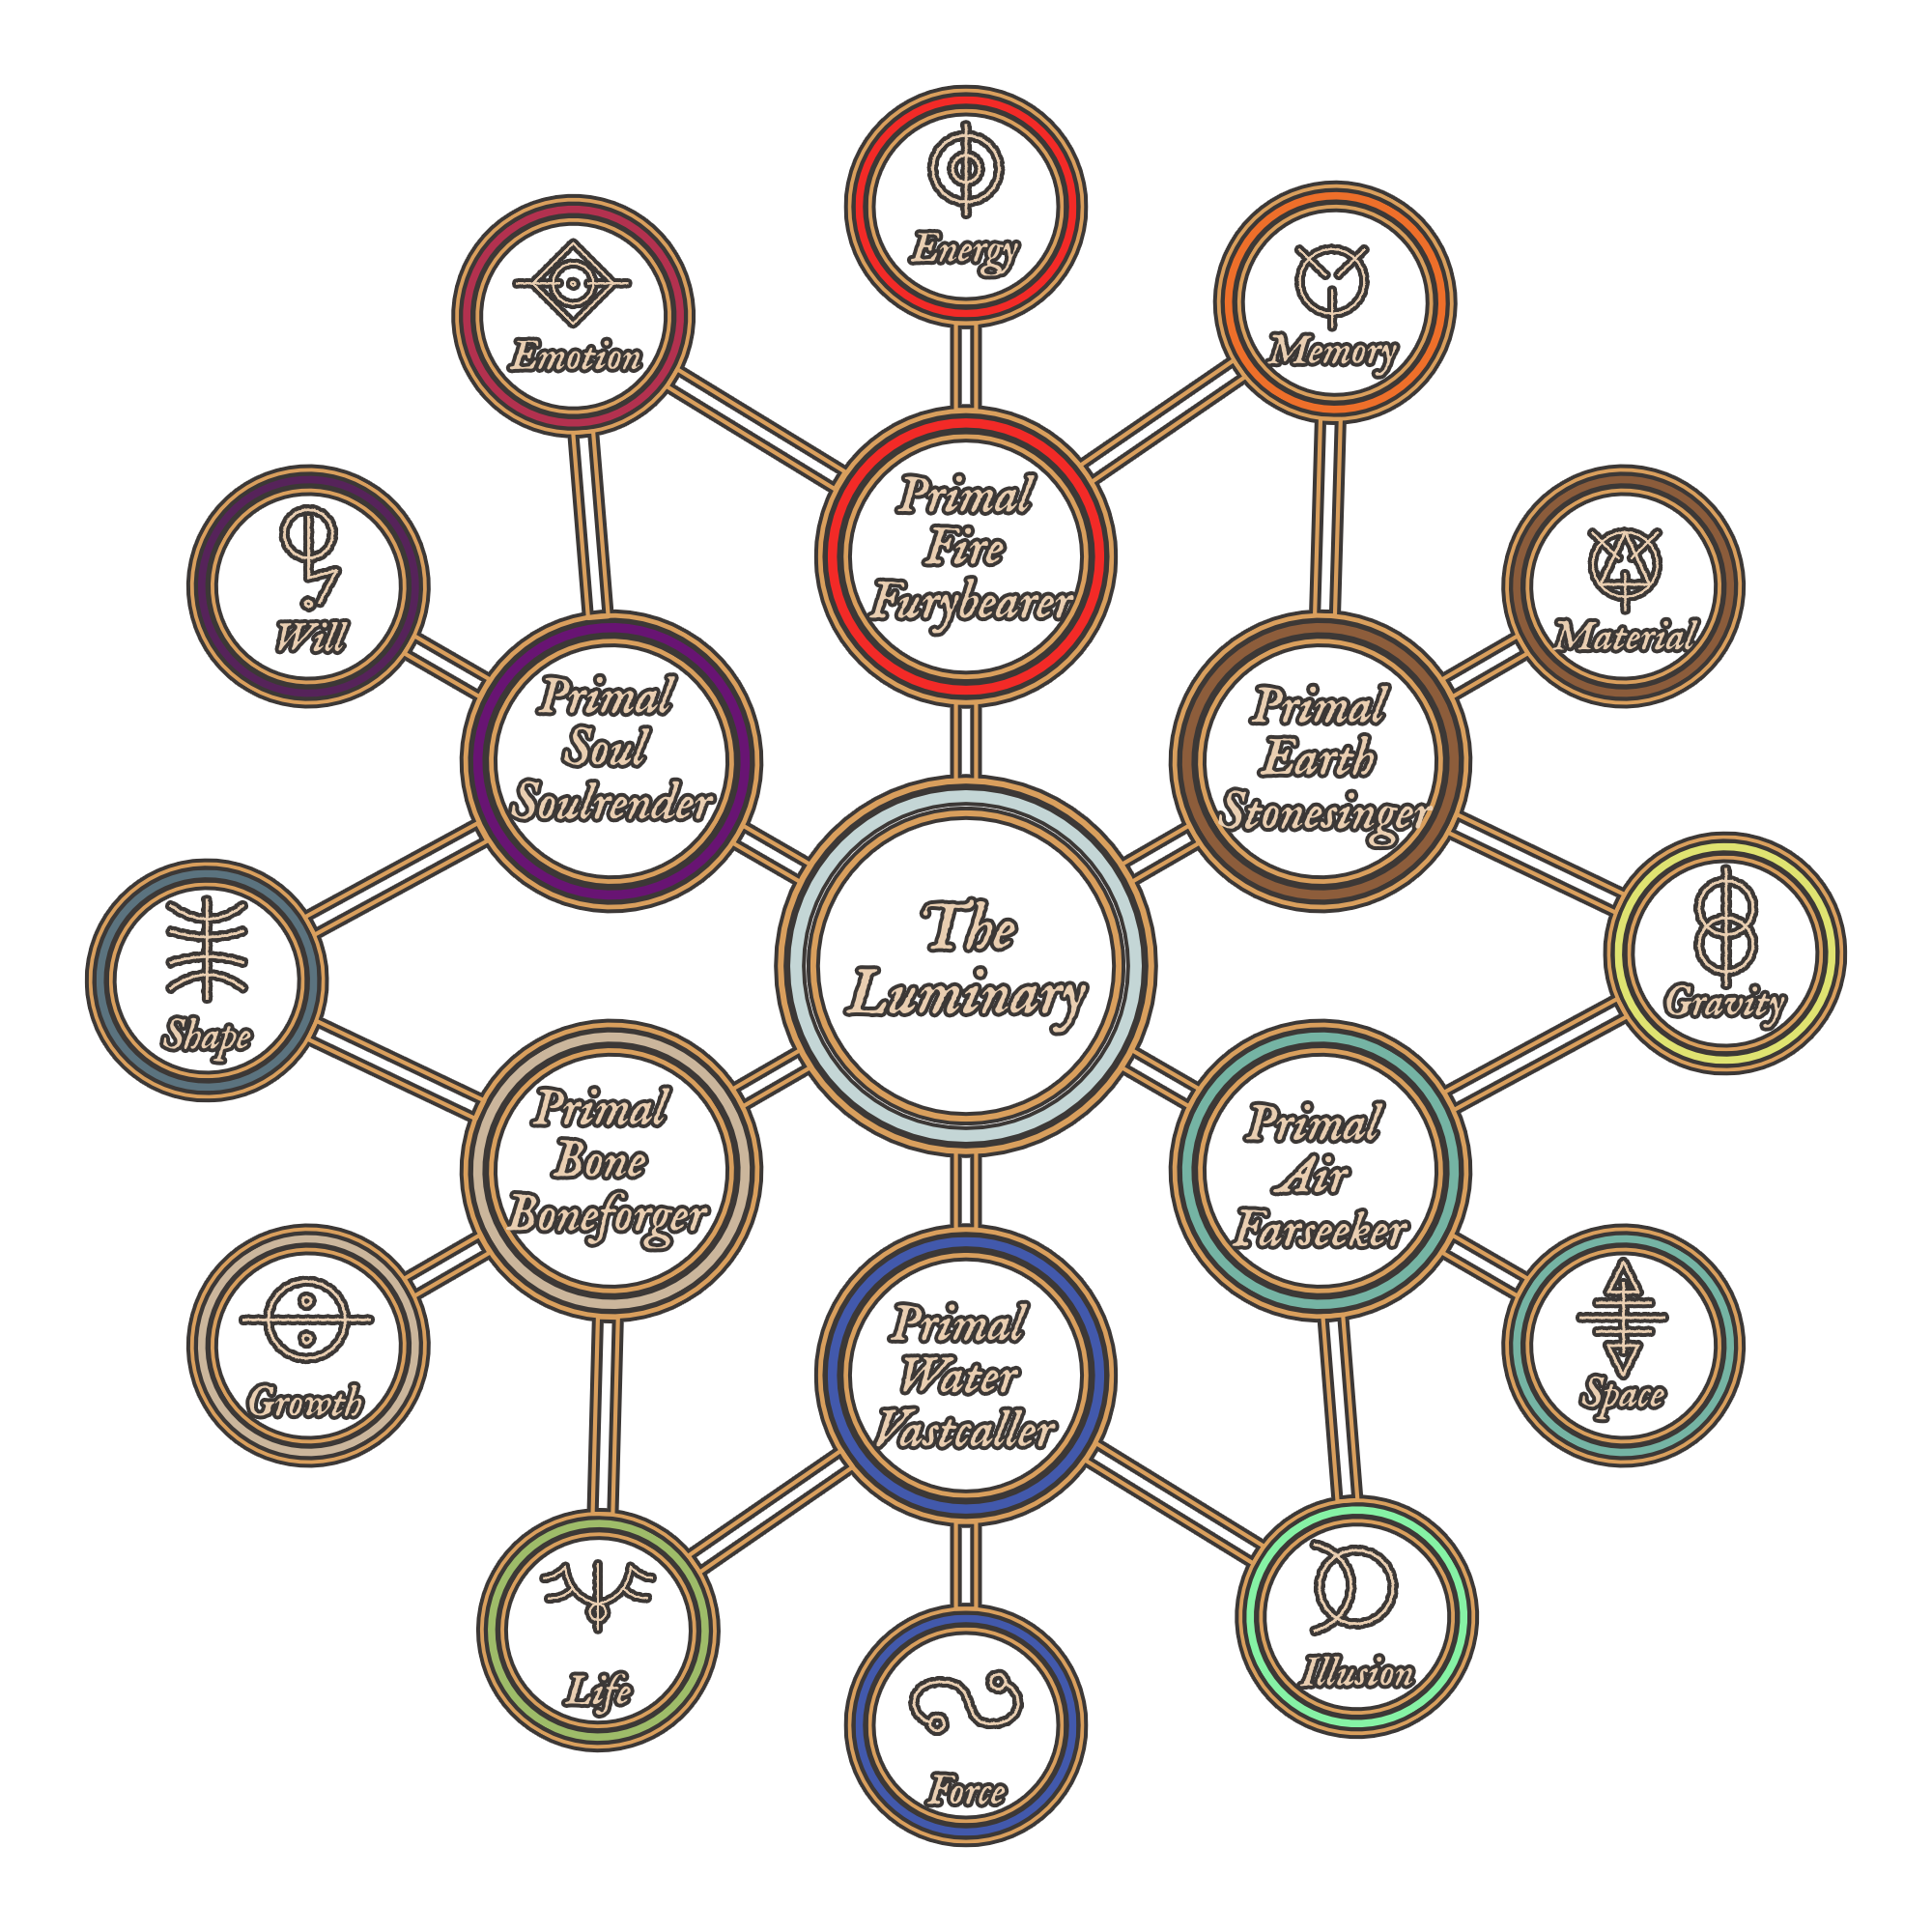 Energy
Memory
Emotion
Primal
Fire
Furybearer
Will
Material
Primal
Soul
Soulrender
Primal
Earth
Stonesinger
The
Luminary
Shape
Gravity
Primal
Bone
Boneforger
Primal
Air
Farseeker
Growth
Primal
Water
Vastcaller
Space
Life
Illusion
Force